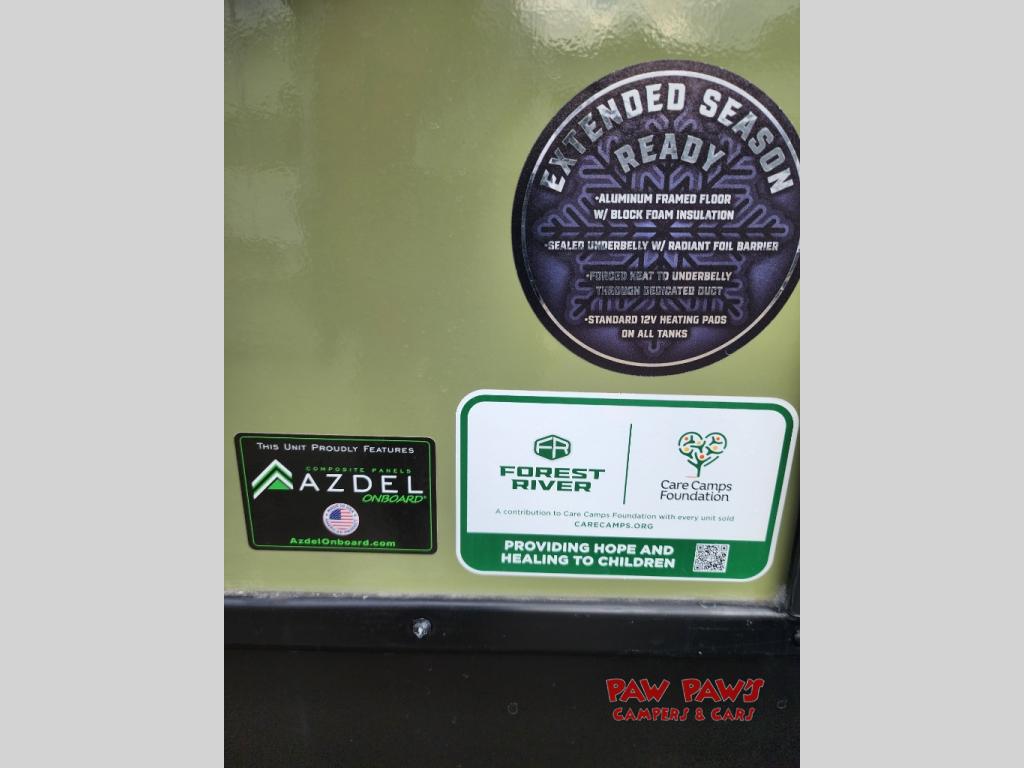 EXTENDED SEASON
READY
•ALUMINUM FRAMED FLOOR
W/ BLOCK FOAM INSULATION
•SEALED UNDERBELLY W/ RADIANT FOIL BARRIER
•FORCED HEAT TO UNDERBELLY
THROUGH DEDICATED DUCT
•STANDARD 12V HEATING PADS
ON ALL TANKS
THIS UNIT PROUDLY FEATURES
COMPOSITE PANELS
AZDEL
ONBOARD®
AzdelOnboard.com
FR
FOREST
RIVER
Care Camps
Foundation
A contribution to Care Camps Foundation with every unit sold
CARECAMPS.ORG
PROVIDING HOPE AND
HEALING TO CHILDREN
PAW PAW'S
CAMPERS & CARS